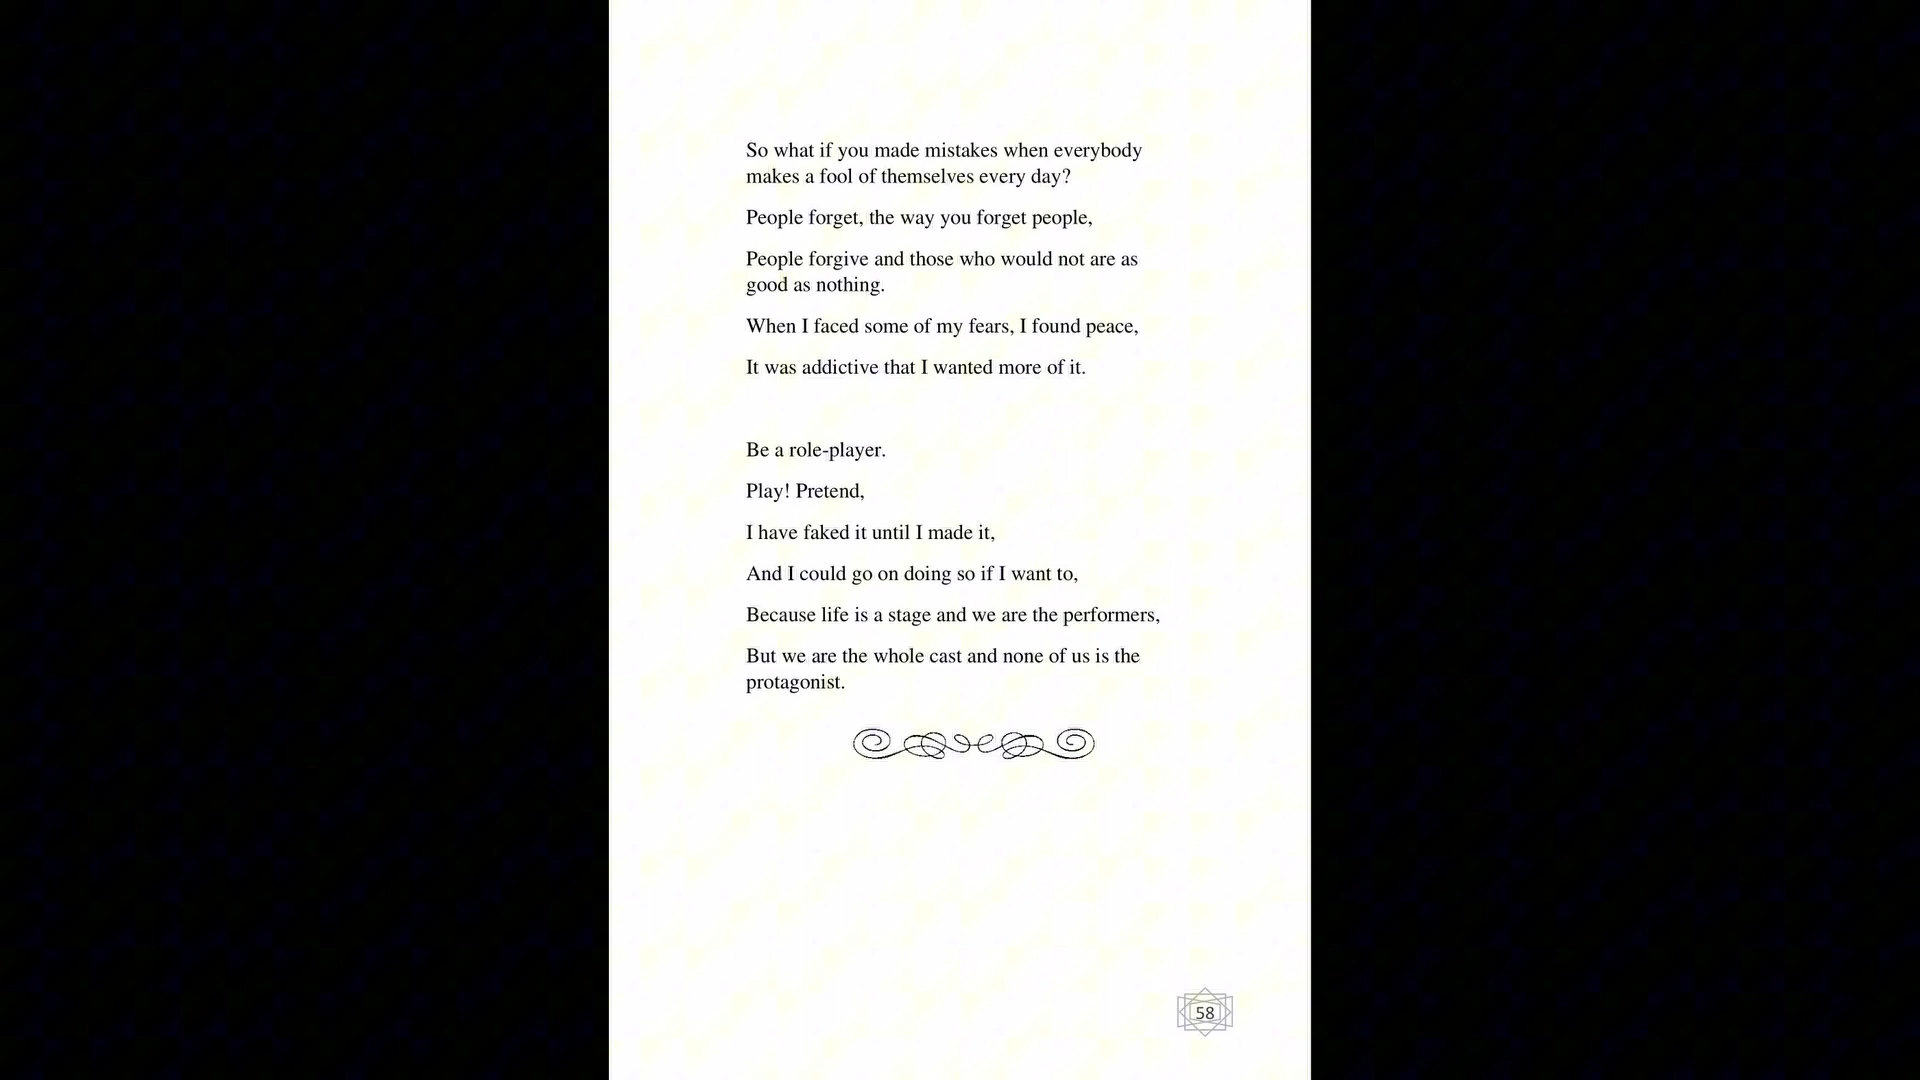 So what if you made mistakes when everybody
makes a fool of themselves every day?
People forget, the way you forget people,
People forgive and those who would not are as
good as nothing.
When I faced some of my fears, I found peace,
It was addictive that I wanted more of it.
Be a role-player.
Play! Pretend,
I have faked it until I made it,
And I could go on doing so if I want to,
Because life is a stage and we are the performers,
But we are the whole cast and none of us is the
protagonist.
58